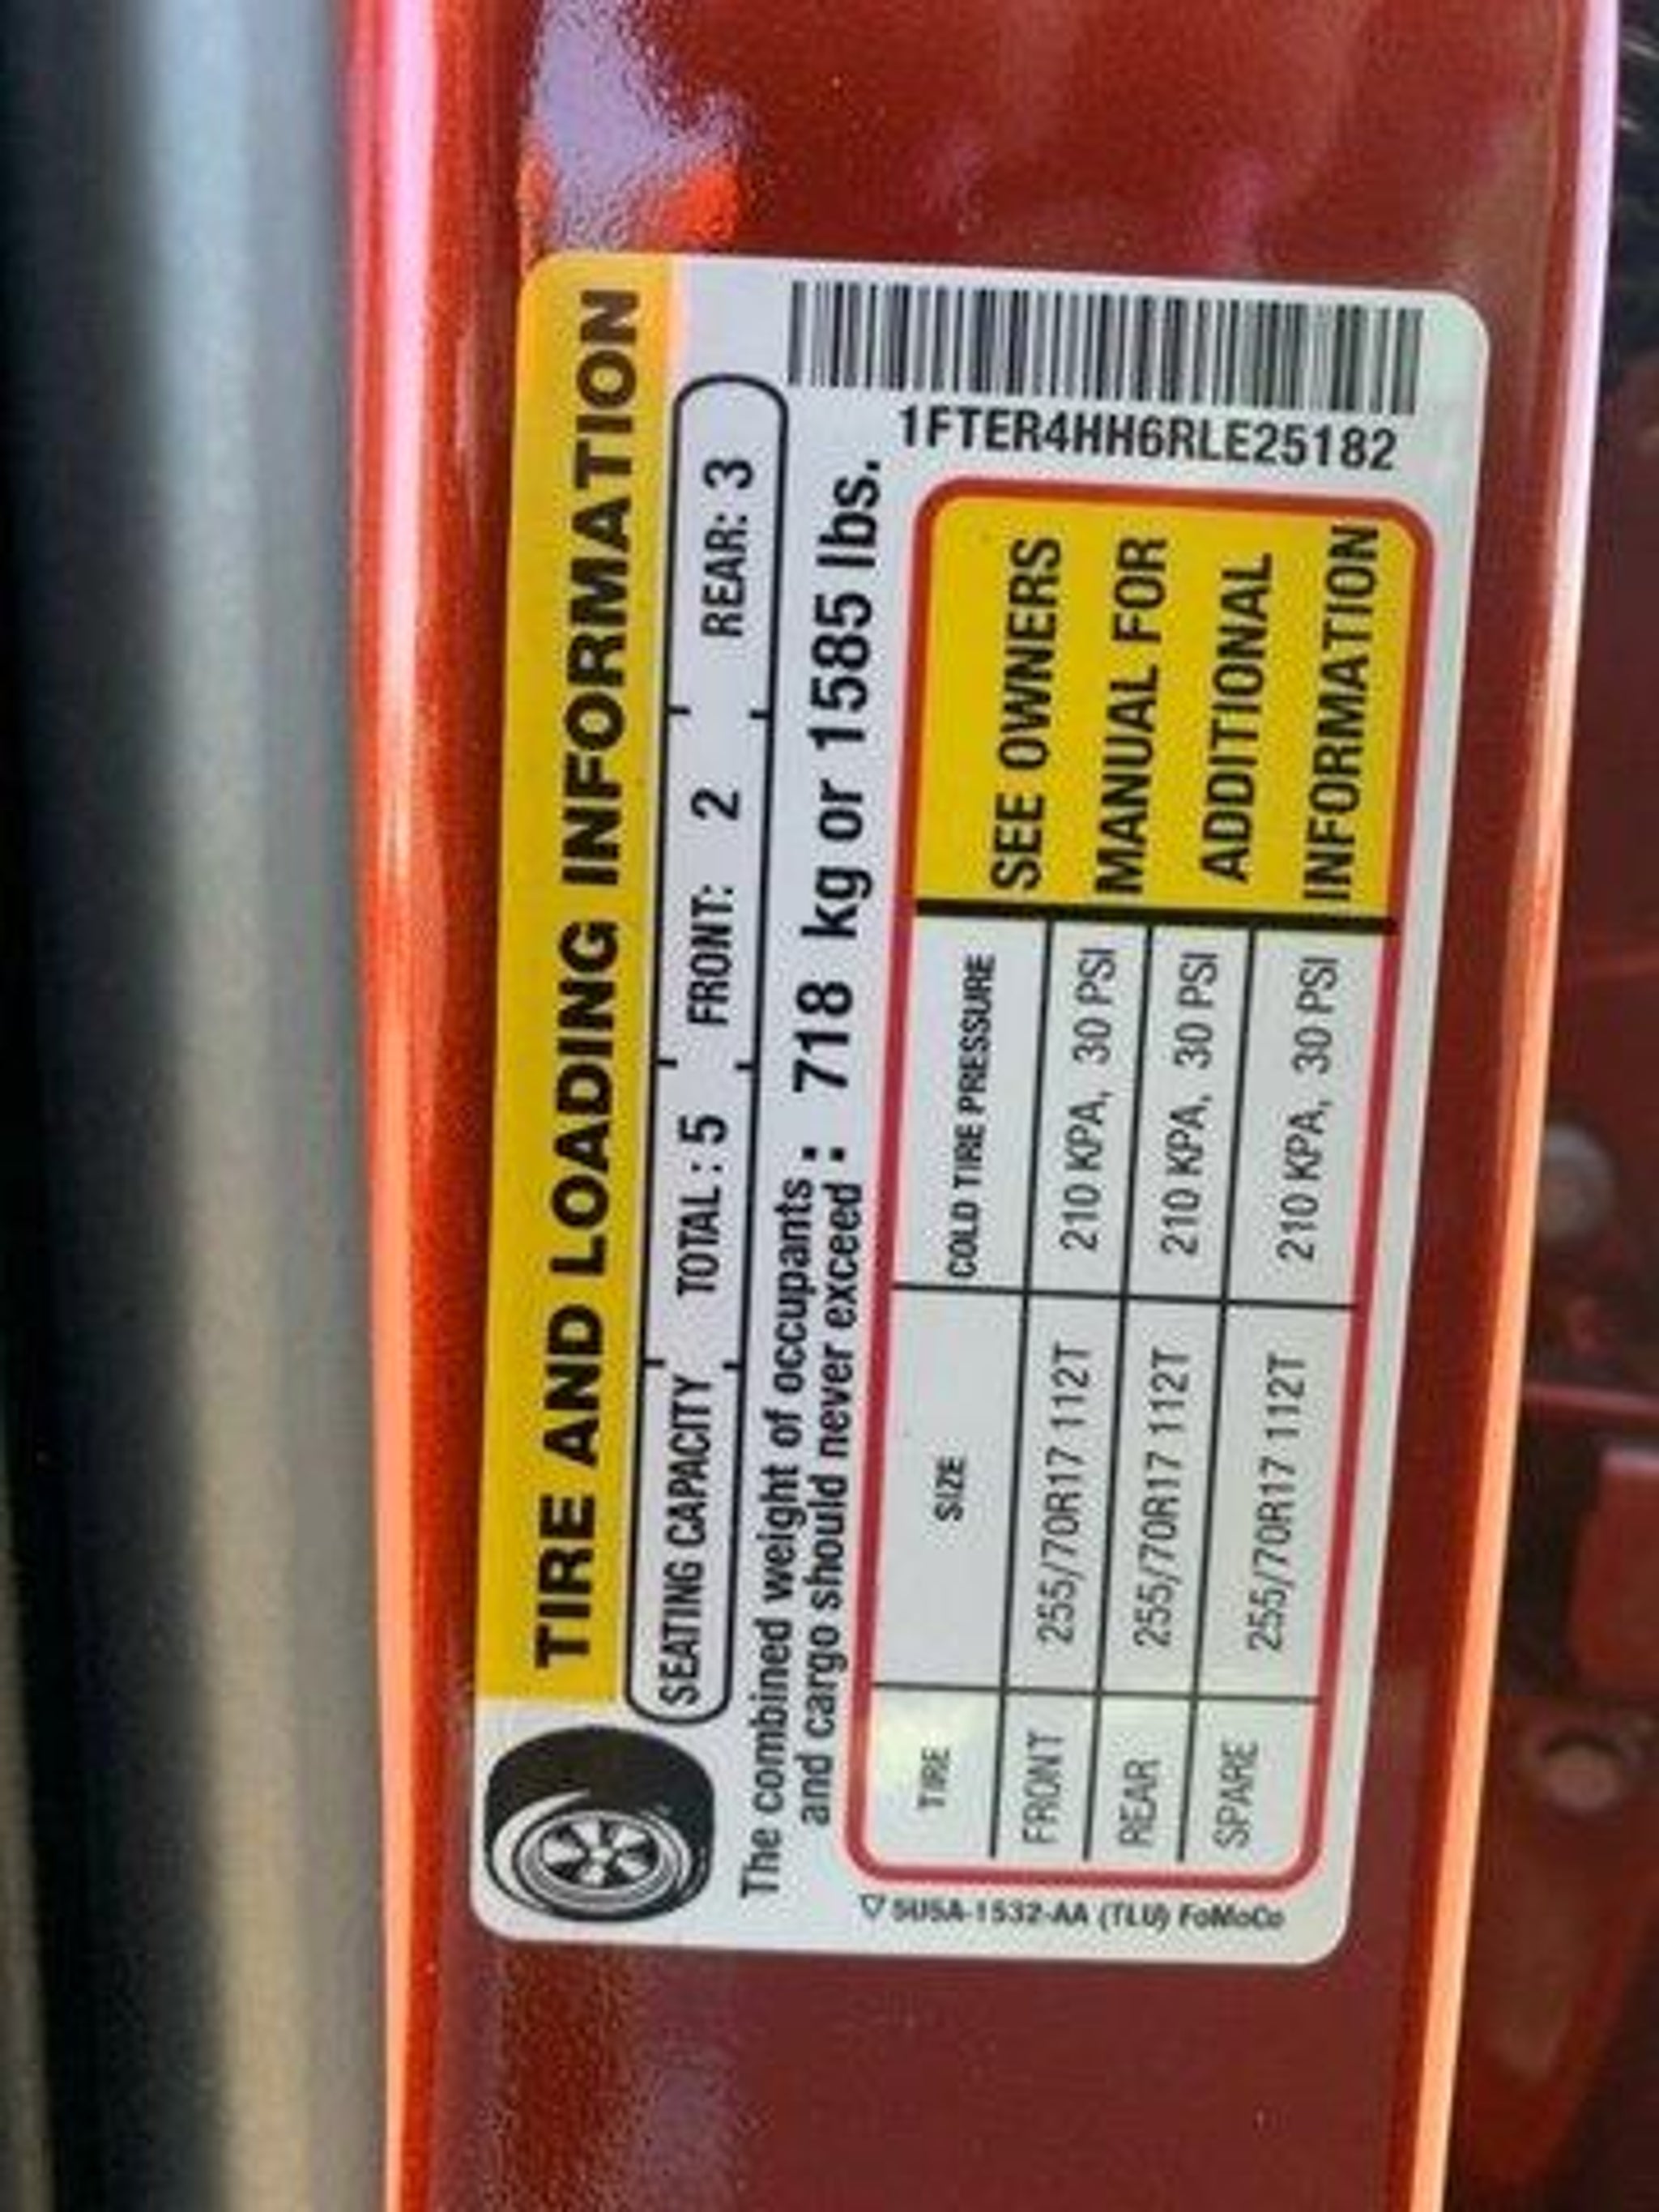 TIRE AND LOADING INFORMATION
SEATING CAPACITY TOTAL : 5 FRONT: 2 REAR: 3
The combined weight of occupants :
and cargo should never exceed : 718 kg or 1585 lbs.
1FTER4HH6RLE25182
TIRE SIZE COLD TIRE PRESSURE
FRONT 255/70R17 112T 210 KPA, 30 PSI
REAR 255/70R17 112T 210 KPA, 30 PSI
SPARE 255/70R17 112T 210 KPA, 30 PSI
SEE OWNERS
MANUAL FOR
ADDITIONAL
INFORMATION
5U5A-1532-AA (TLU) FoMoCo